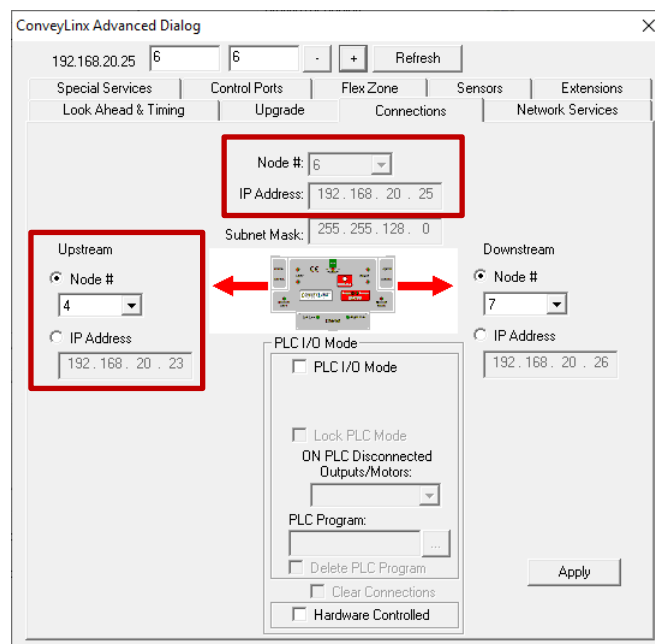 ConveyLinx Advanced Dialog
192.168.20.25 6 6 - + Refresh
Special Services Control Ports Flex Zone Sensors Extensions
Look Ahead & Timing Upgrade Connections Network Services
Node #: 6
IP Address: 192 . 168 . 20 . 25
Subnet Mask: 255 . 255 . 128 . 0
Upstream
Node #
4
IP Address
192 . 168 . 20 . 23
Downstream
Node #
7
IP Address
192 . 168 . 20 . 26
PLC I/O Mode
PLC I/O Mode
Lock PLC Mode
ON PLC Disconnected
Outputs/Motors:
PLC Program:
...
Delete PLC Program
Clear Connections
Hardware Controlled
Apply